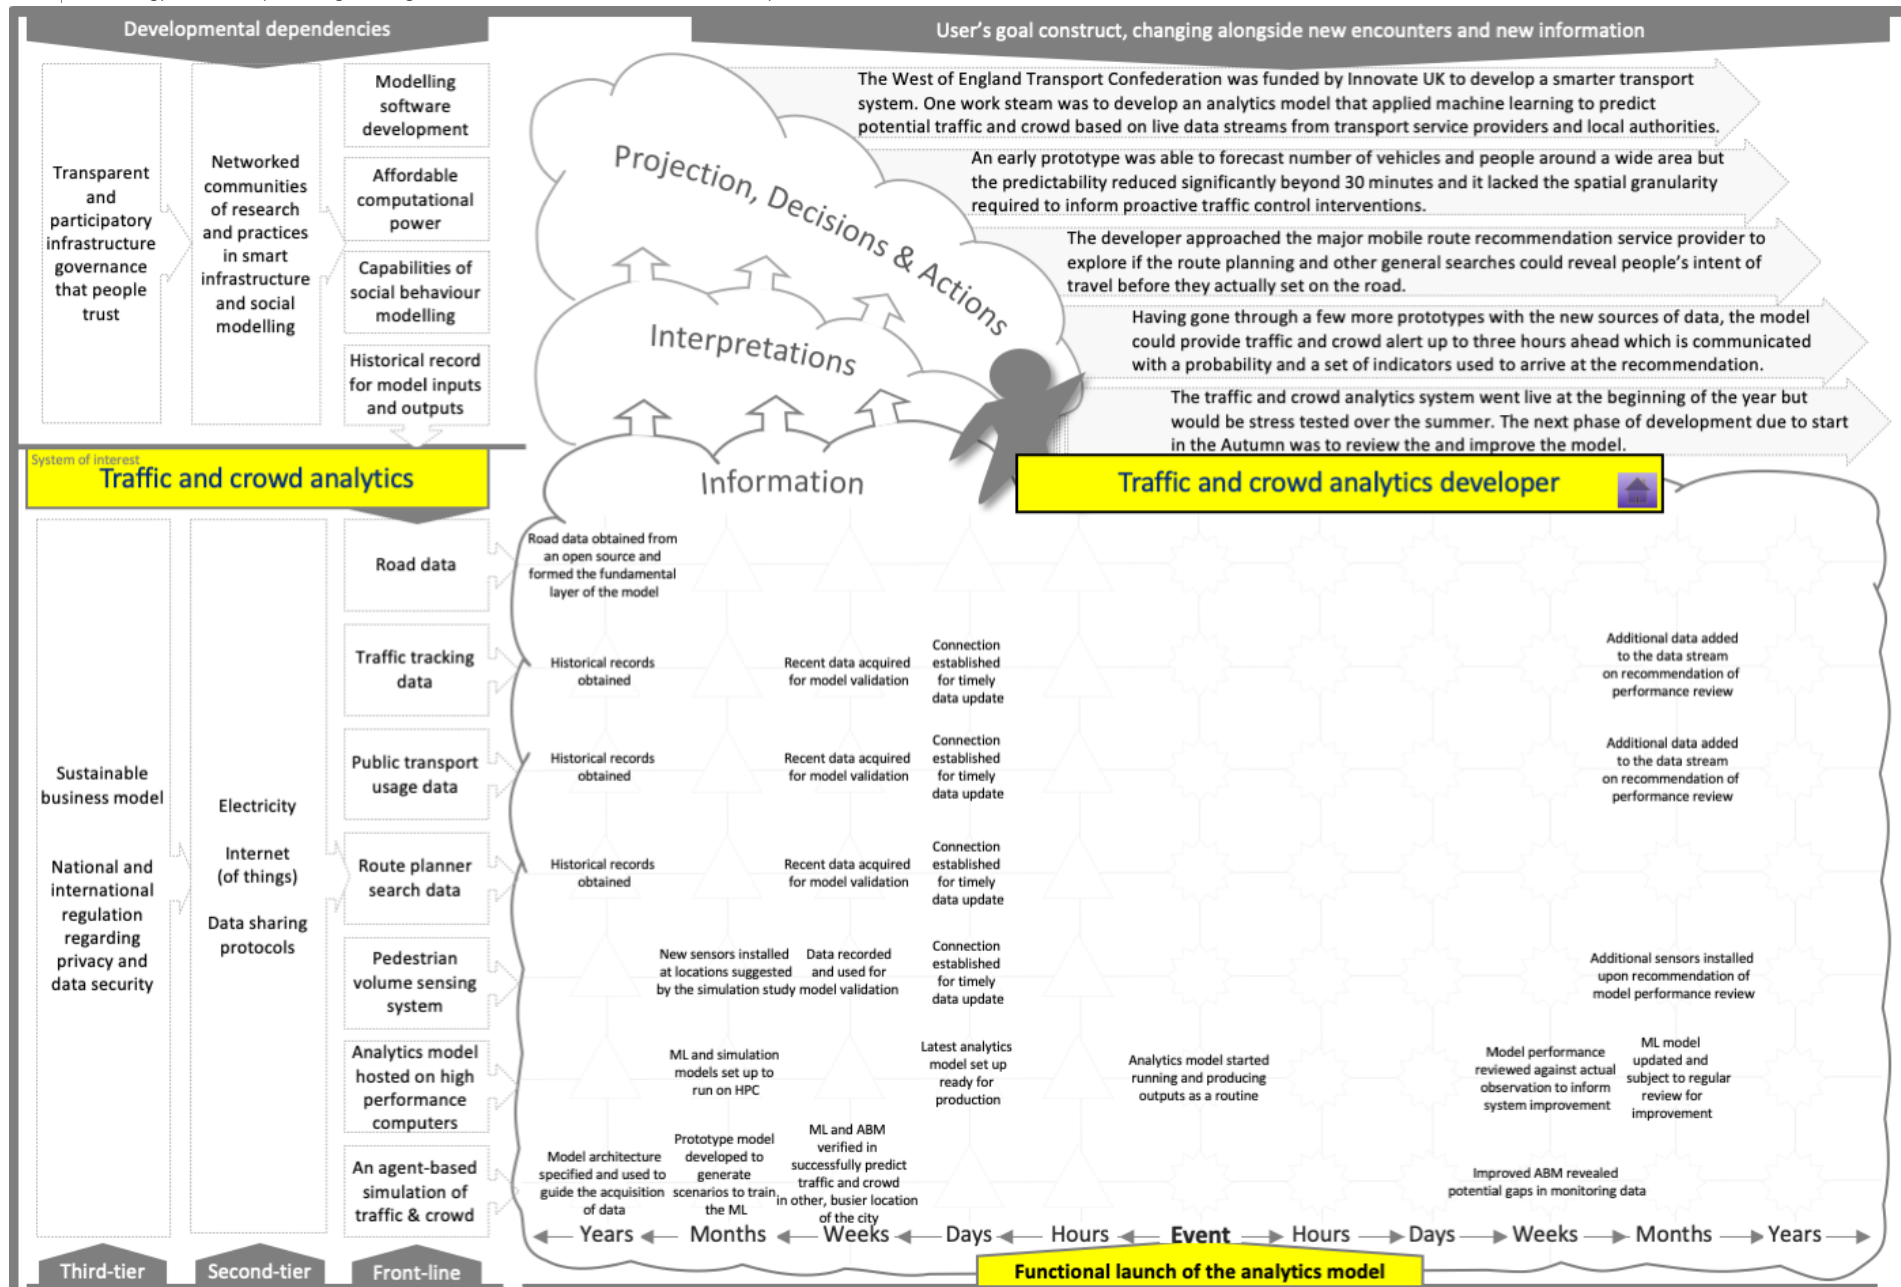 Developmental dependencies
User's goal construct, changing alongside new encounters and new information
Transparent
and
participatory
infrastructure
governance
that people
trust
Networked
communities
of research
and practices
in smart
infrastructure
and social
modelling
Modelling
software
development
Affordable
computational
power
Capabilities of
social behaviour
modelling
Historical record
for model inputs
and outputs
Projection, Decisions & Actions
Interpretations
Information
The West of England Transport Confederation was funded by Innovate UK to develop a smarter transport
system. One work steam was to develop an analytics model that applied machine learning to predict
potential traffic and crowd based on live data streams from transport service providers and local authorities.
An early prototype was able to forecast number of vehicles and people around a wide area but
the predictability reduced significantly beyond 30 minutes and it lacked the spatial granularity
required to inform proactive traffic control interventions.
The developer approached the major mobile route recommendation service provider to
explore if the route planning and other general searches could reveal people's intent of
travel before they actually set on the road.
Having gone through a few more prototypes with the new sources of data, the model
could provide traffic and crowd alert up to three hours ahead which is communicated
with a probability and a set of indicators used to arrive at the recommendation.
The traffic and crowd analytics system went live at the beginning of the year but
would be stress tested over the summer. The next phase of development due to start
in the Autumn was to review the and improve the model.
System of interest
Traffic and crowd analytics
Traffic and crowd analytics developer
Sustainable
business model
National and
international
regulation
regarding
privacy and
data security
Electricity
Internet
(of things)
Data sharing
protocols
Road data
Road data obtained from
an open source and
formed the fundamental
layer of the model
Traffic tracking
data
Historical records
obtained
Recent data acquired
for model validation
Connection
established
for timely
data update
Additional data added
to the data stream
on recommendation of
performance review
Public transport
usage data
Historical records
obtained
Recent data acquired
for model validation
Connection
established
for timely
data update
Additional data added
to the data stream
on recommendation of
performance review
Route planner
search data
Historical records
obtained
Recent data acquired
for model validation
Connection
established
for timely
data update
Pedestrian
volume sensing
system
New sensors installed
at locations suggested
by the simulation study
Data recorded
and used for
model validation
Connection
established
for timely
data update
Additional sensors installed
upon recommendation of
model performance review
Analytics model
hosted on high
performance
computers
ML and simulation
models set up to
run on HPC
Latest analytics
model set up
ready for
production
Analytics model started
running and producing
outputs as a routine
Model performance
reviewed against actual
observation to inform
system improvement
ML model
updated and
subject to regular
review for
improvement
An agent-based
simulation of
traffic & crowd
Model architecture
specified and used to
guide the acquisition
of data
Prototype model
developed to
generate
scenarios to train
the ML
ML and ABM
verified in
successfully predict
traffic and crowd
in other, busier location
of the city
Improved ABM revealed
potential gaps in monitoring data
Years Months Weeks Days Hours Event Hours Days Weeks Months Years
Third-tier
Second-tier
Front-line
Functional launch of the analytics model